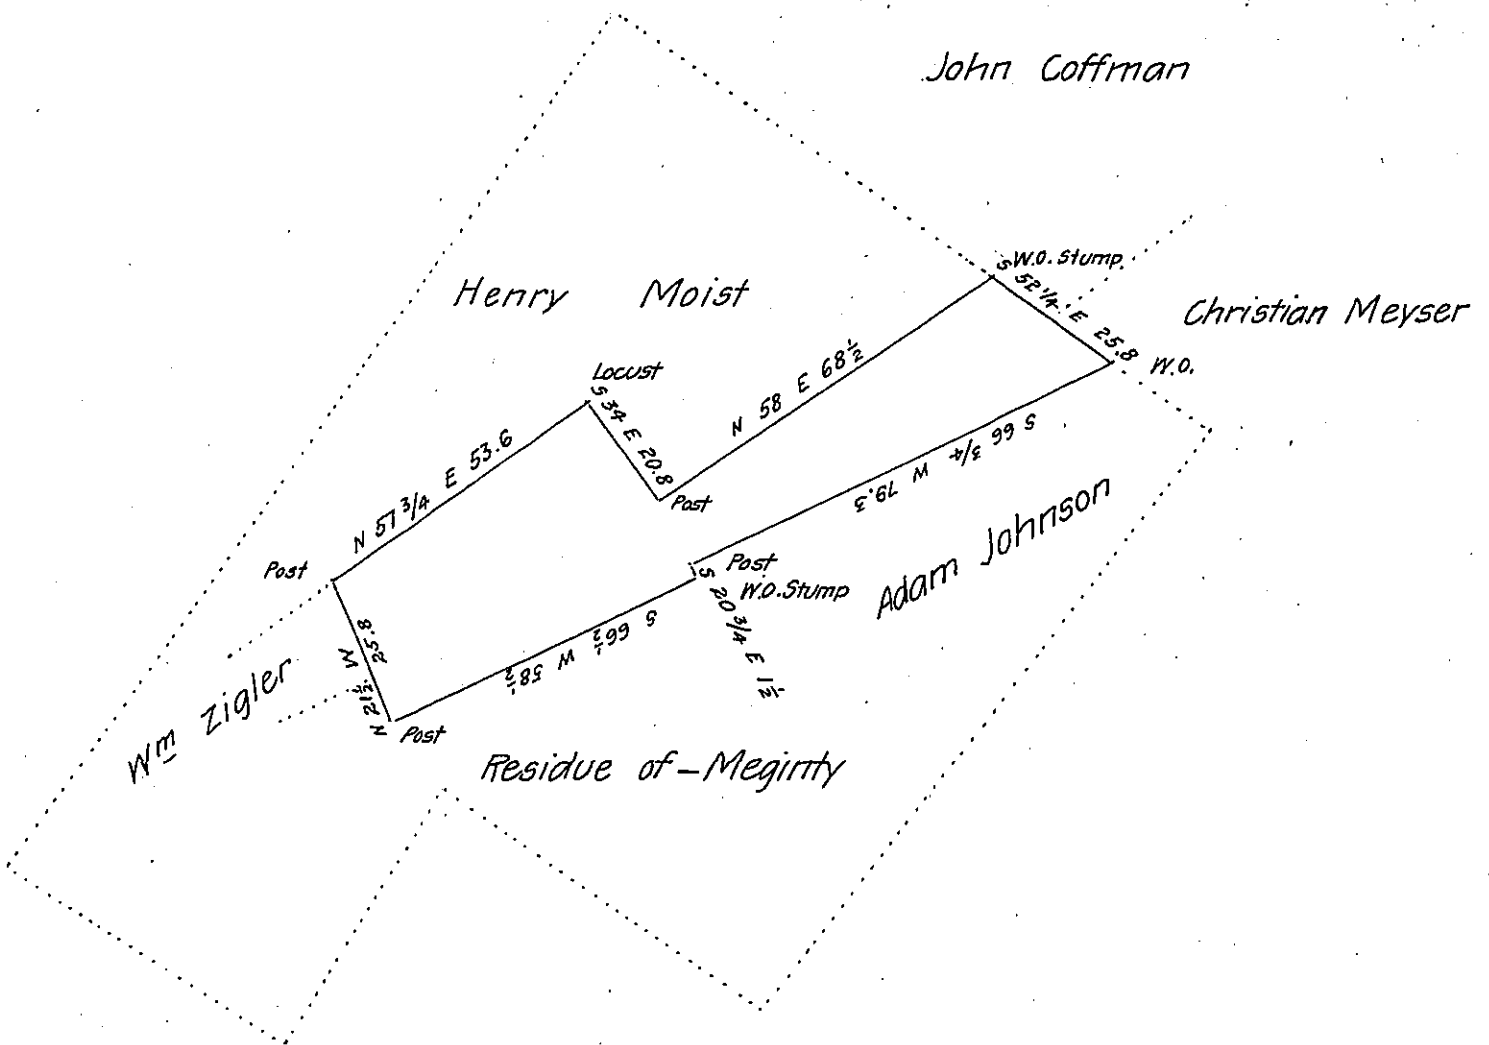 John Coffman
W.O. Stump.
S 52 1/4 E 25.8
Henry Moist
Christian Meyser
Locust
N 58 E 68 1/2
W.O.
S 34 E 20.8
N 57 3/4 E 53.6
Post
S 66 3/4 W 79.3
Post
Post
W.O. Stump
Adam Johnson
S 20 3/4 E 1 1/2
S 66 1/2 W 58 1/2
N 21 1/2 W 25.8
Wm Zigler
Post
Residue of - Meginty